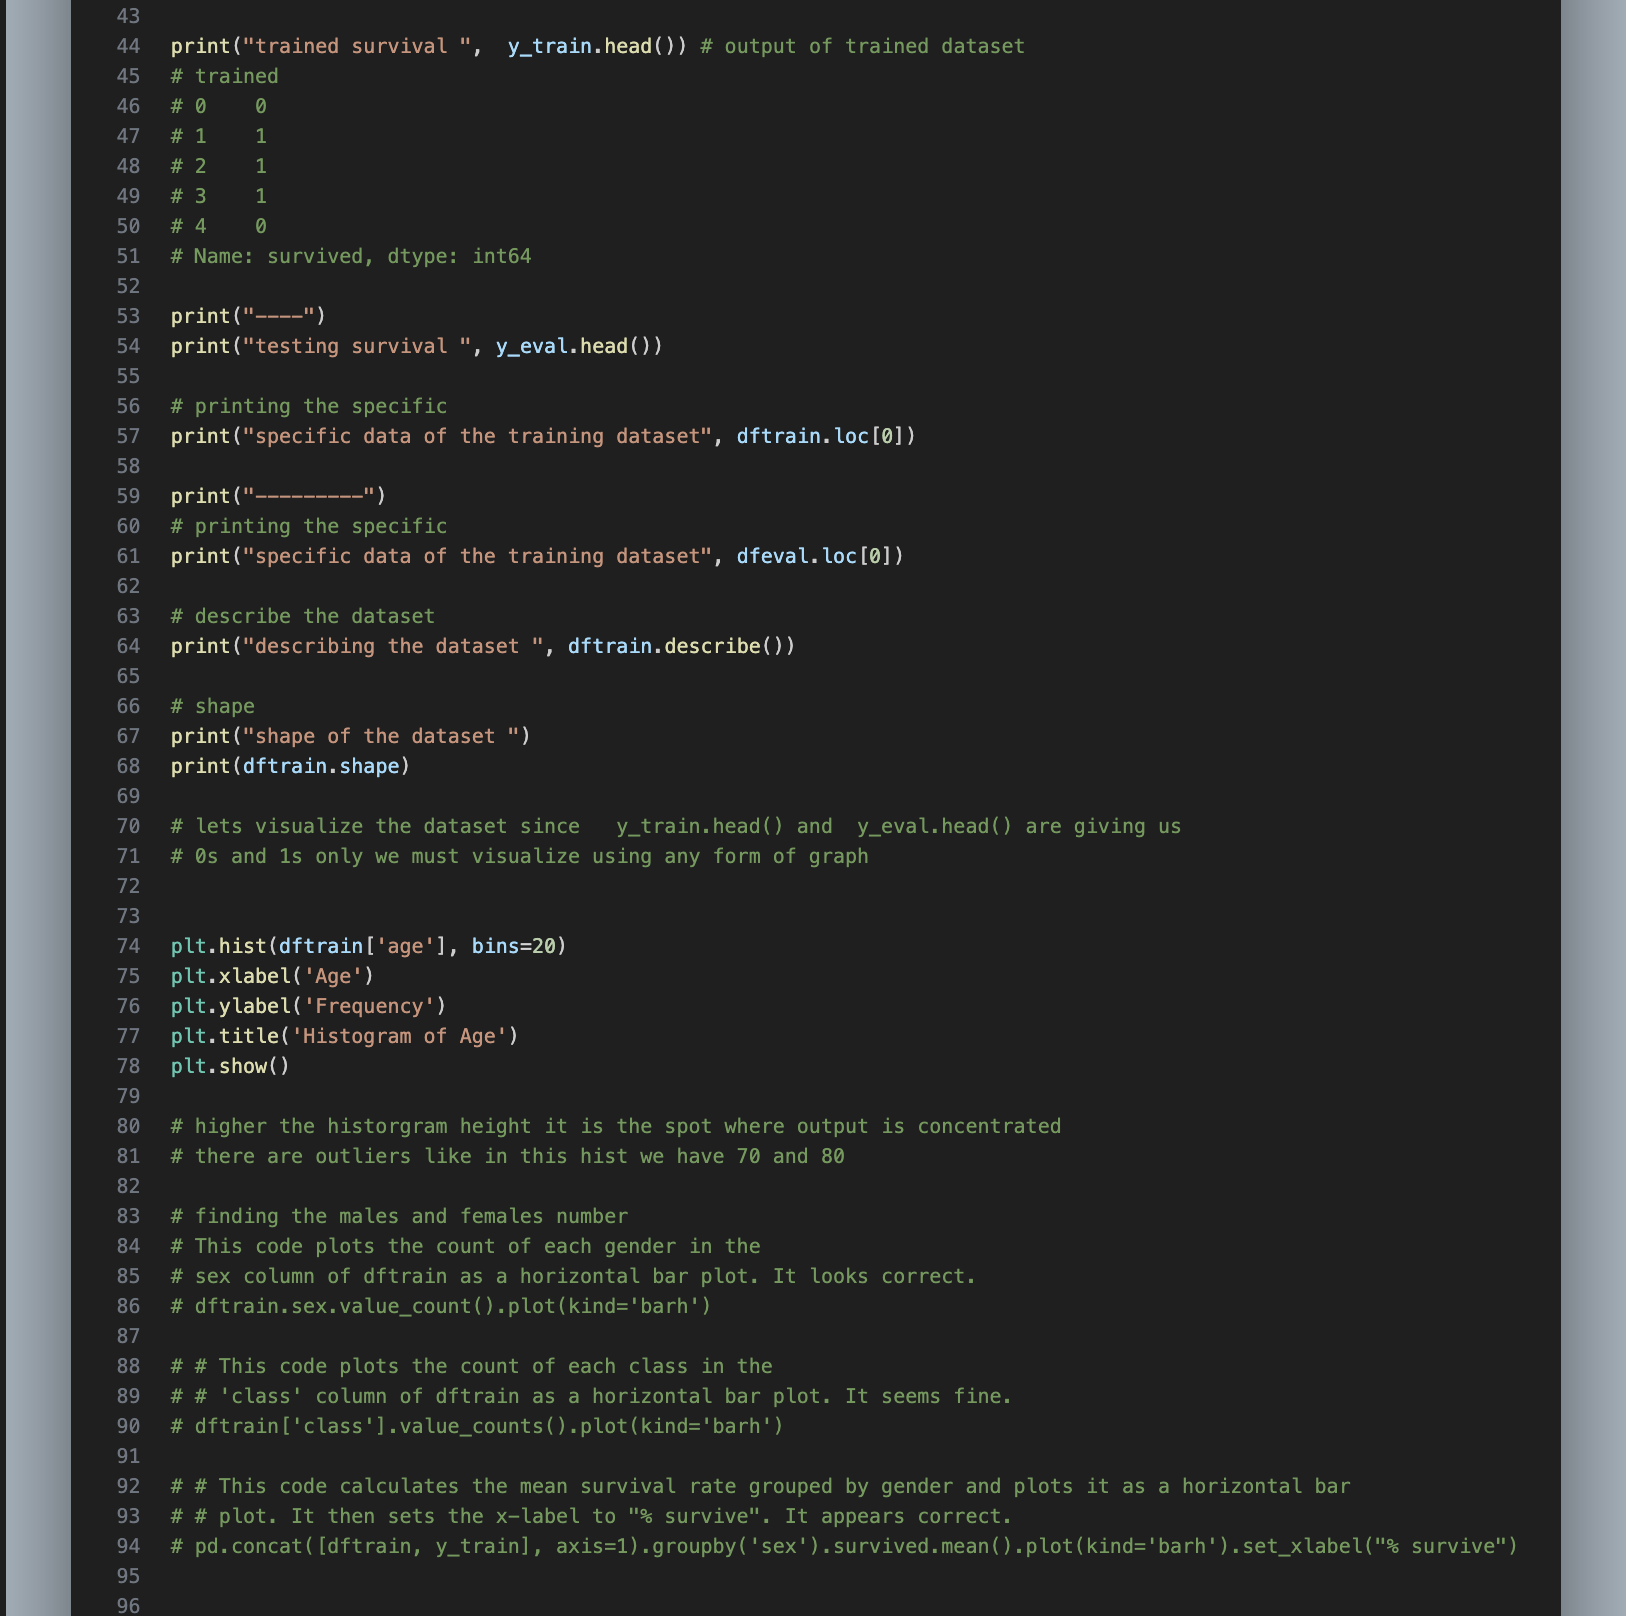 43
44 print("trained survival ",  y_train.head()) # output of trained dataset
45 # trained
46 # 0    0
47 # 1    1
48 # 2    1
49 # 3    1
50 # 4    0
51 # Name: survived, dtype: int64
52
53 print("----")
54 print("testing survival ", y_eval.head())
55
56 # printing the specific
57 print("specific data of the training dataset", dftrain.loc[0])
58
59 print("---------")
60 # printing the specific
61 print("specific data of the training dataset", dfeval.loc[0])
62
63 # describe the dataset
64 print("describing the dataset ", dftrain.describe())
65
66 # shape
67 print("shape of the dataset ")
68 print(dftrain.shape)
69
70 # lets visualize the dataset since   y_train.head() and  y_eval.head() are giving us
71 # 0s and 1s only we must visualize using any form of graph
72
73
74 plt.hist(dftrain['age'], bins=20)
75 plt.xlabel('Age')
76 plt.ylabel('Frequency')
77 plt.title('Histogram of Age')
78 plt.show()
79
80 # higher the historgram height it is the spot where output is concentrated
81 # there are outliers like in this hist we have 70 and 80
82
83 # finding the males and females number
84 # This code plots the count of each gender in the
85 # sex column of dftrain as a horizontal bar plot. It looks correct.
86 # dftrain.sex.value_count().plot(kind='barh')
87
88 # # This code plots the count of each class in the
89 # # 'class' column of dftrain as a horizontal bar plot. It seems fine.
90 # dftrain['class'].value_counts().plot(kind='barh')
91
92 # # This code calculates the mean survival rate grouped by gender and plots it as a horizontal bar
93 # # plot. It then sets the x-label to "% survive". It appears correct.
94 # pd.concat([dftrain, y_train], axis=1).groupby('sex').survived.mean().plot(kind='barh').set_xlabel("% survive")
95
96